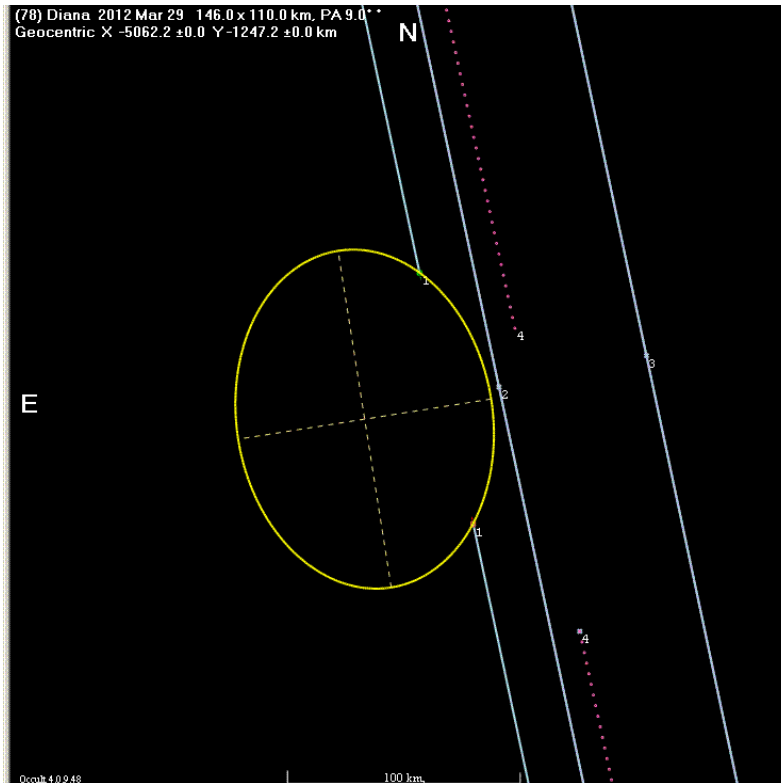 (78) Diana 2012 Mar 29 146.0 x 110.0 km, PA 9.0°
Geocentric X -5062.2 ±0.0 Y-1247.2 ±0.0 km
N
1
4
3
2
E
1
4
Occult 4.0.9.48
100 km,